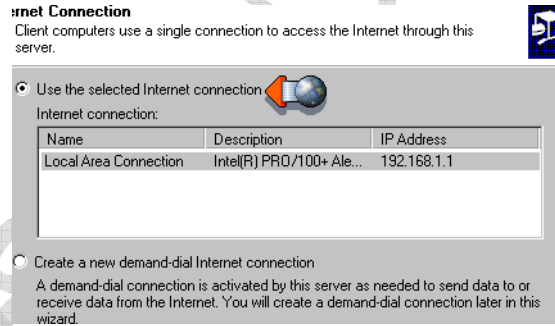 ernet Connection
Client computers use a single connection to access the Internet through this
server.
Use the selected Internet connection
Internet connection:
Name Description IP Address
Local Area Connection Intel(R) PRO/100+ Ale... 192.168.1.1
Create a new demand-dial Internet connection
A demand-dial connection is activated by this server as needed to send data to or
receive data from the Internet. You will create a demand-dial connection later in this
wizard.